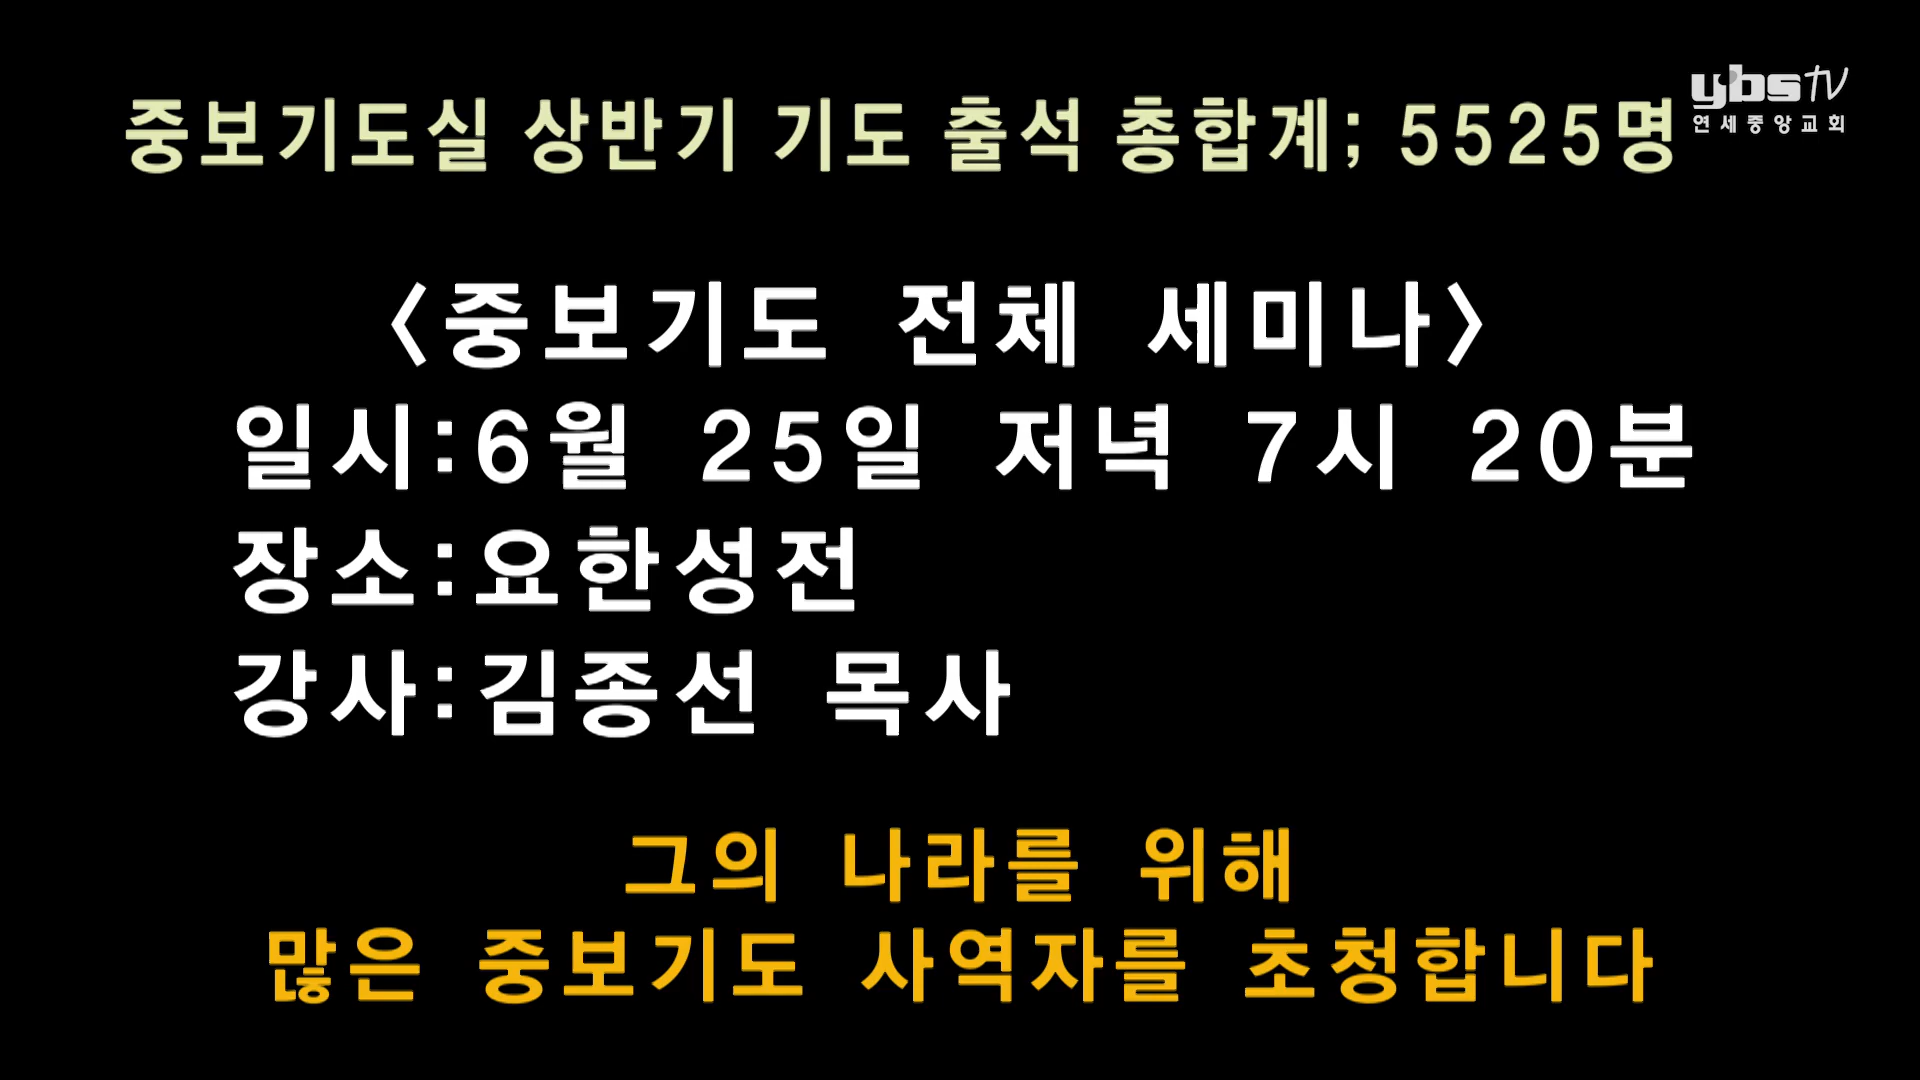 중보기도실 상반기 기도 출석 총합계; 5525명
ybstv
연세중앙교회
<중보기도 전체 세미나>
일시:6월 25일 저녁 7시 20분
장소:요한성전
강사:김종선 목사
그의 나라를 위해
많은 중보기도 사역자를 초청합니다